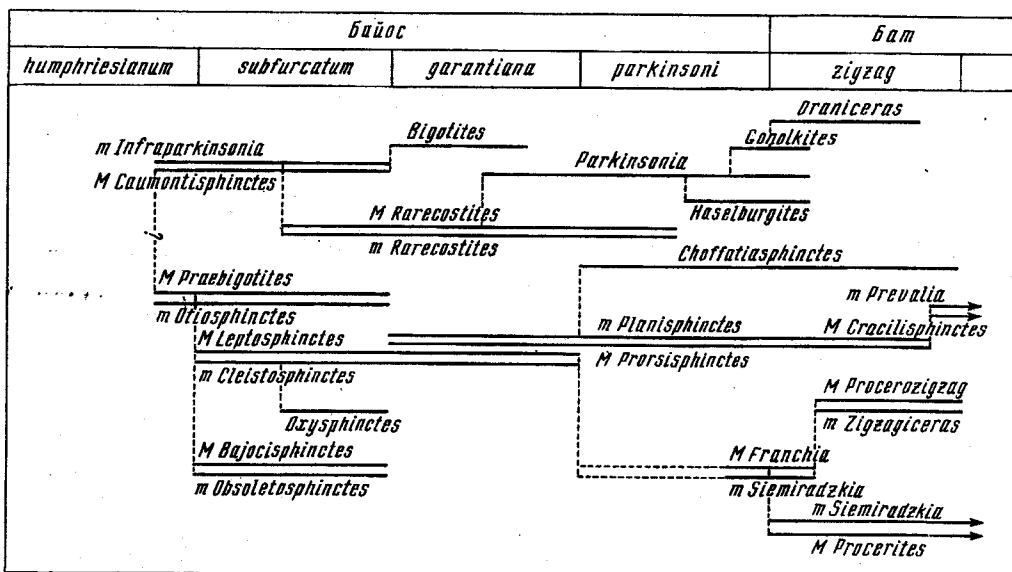 Байос Бат
humphriesianum subfurcatum garantiana parkinsoni zigzag
Oraniceras
Bigotites
Gonolkites
m Infraparkinsonia
Parkinsonia
M Caumontisphinctes
M Rarecostites
Haselburgites
m Rarecostites
?
Choffatiasphinctes
M Praebigotites
m Prevalia
m Otiosphinctes
m Planisphinctes
M Cracilisphinctes
M Leptosphinctes
M Prorsisphinctes
m Cleistosphinctes
M Procerozigzag
Oxysphinctes
m Zigzagiceras
M Bajocisphinctes
M Franchia
m Obsoletosphinctes
m Siemiradzkia
m Siemiradzkia
M Procerites